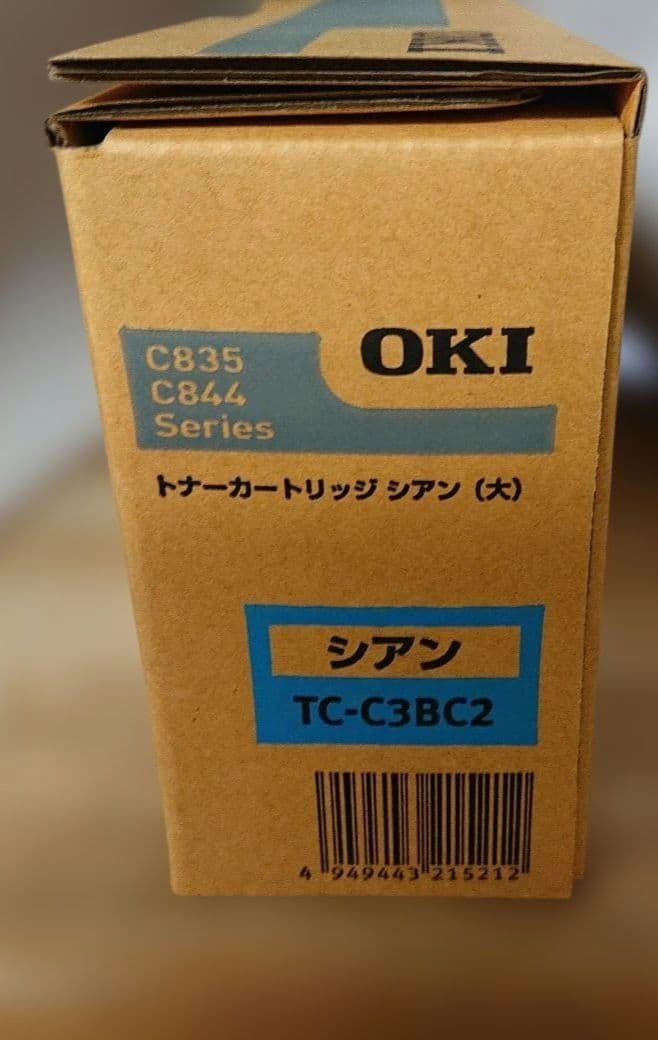 OKI
C835
C844
Series
トナーカートリッジ シアン（大）
シアン
TC-C3BC2
4 949443 215212